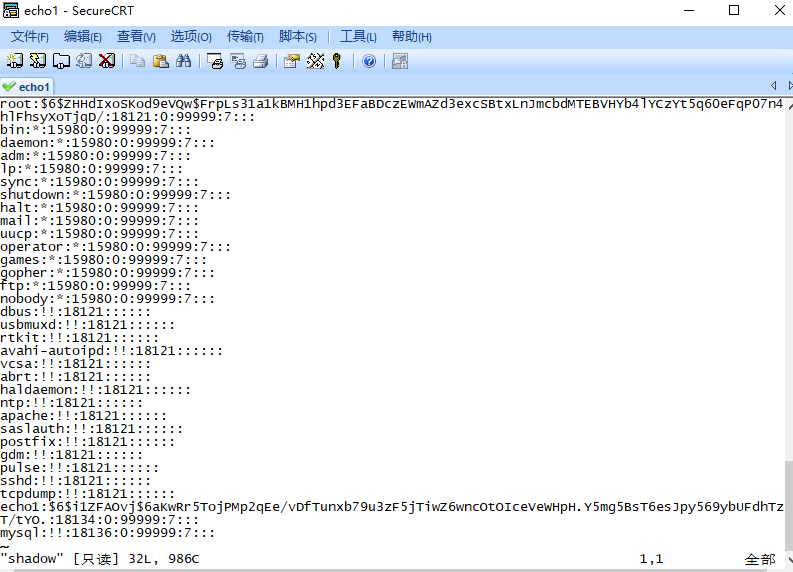 echo1 - SecureCRT
文件(F) 编辑(E) 查看(V) 选项(O) 传输(T) 脚本(S) 工具(L) 帮助(H)
echo1
root:$6$ZHHdIxoSKod9eVQw$FrpLs31a1kBMH1hpd3EFaBDczEWmAZd3excSBtxLnJmcbdMTEBVHYb4lYCzYt5q6OeFqP07n4
hlFhsyXoTjqD/:18121:0:99999:7:::
bin:*:15980:0:99999:7:::
daemon:*:15980:0:99999:7:::
adm:*:15980:0:99999:7:::
lp:*:15980:0:99999:7:::
sync:*:15980:0:99999:7:::
shutdown:*:15980:0:99999:7:::
halt:*:15980:0:99999:7:::
mail:*:15980:0:99999:7:::
uucp:*:15980:0:99999:7:::
operator:*:15980:0:99999:7:::
games:*:15980:0:99999:7:::
gopher:*:15980:0:99999:7:::
ftp:*:15980:0:99999:7:::
nobody:*:15980:0:99999:7:::
dbus:!!:18121::::::
usbmuxd:!!:18121::::::
rtkit:!!:18121::::::
avahi-autoipd:!!:18121::::::
vcsa:!!:18121::::::
abrt:!!:18121::::::
haldaemon:!!:18121::::::
ntp:!!:18121::::::
apache:!!:18121::::::
saslauth:!!:18121::::::
postfix:!!:18121::::::
gdm:!!:18121::::::
pulse:!!:18121::::::
sshd:!!:18121::::::
tcpdump:!!:18121::::::
echo1:$6$i1ZFAOvj$6aKwRr5TojPMp2qEe/vDfTunxb79u3zF5jTiwZ6wncOtOIceVeWHpH.Y5mg5BsT6esJpy569ybUFdhTz
T/tYO.:18134:0:99999:7:::
mysql:!!:18136:0:99999:7:::
~
"shadow" [只读] 32L, 986C 1,1 全部